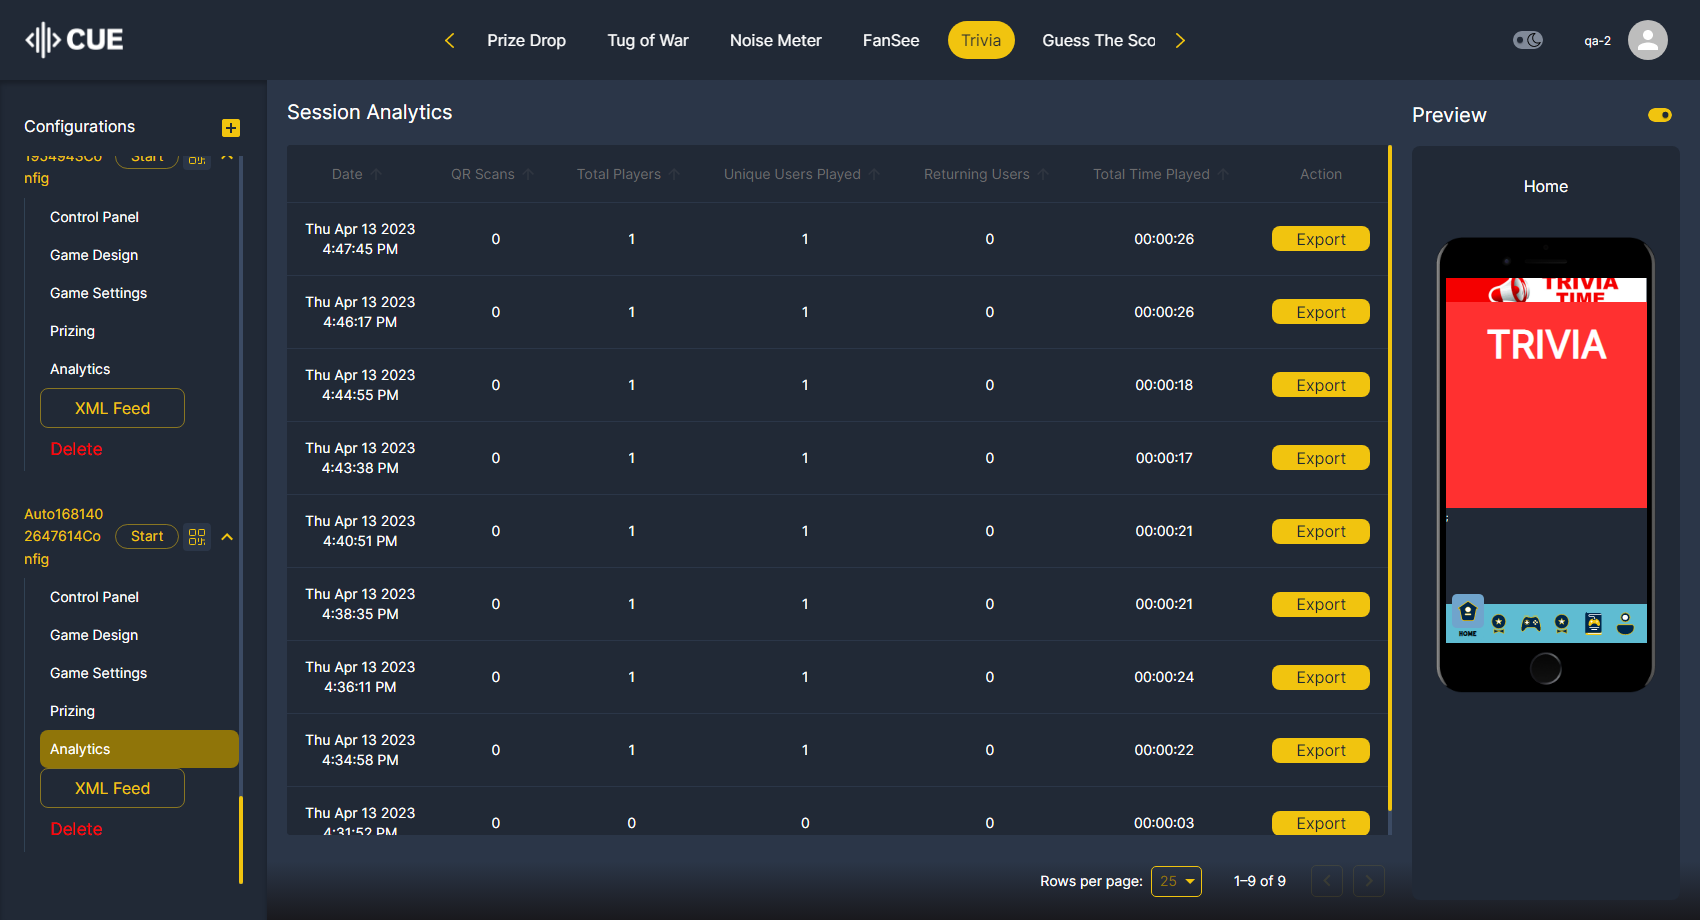 CUE
Prize Drop
Tug of War
Noise Meter
FanSee
Trivia
Guess The Sco
qa-2
Configurations
1954943Co
nfig
Start
Control Panel
Game Design
Game Settings
Prizing
Analytics
XML Feed
Delete
Auto168140
2647614Co
nfig
Start
Control Panel
Game Design
Game Settings
Prizing
Analytics
XML Feed
Delete
Session Analytics
Date QR Scans Total Players Unique Users Played Returning Users Total Time Played Action
Thu Apr 13 2023
4:47:45 PM
0 1 1 0 00:00:26 Export
Thu Apr 13 2023
4:46:17 PM
0 1 1 0 00:00:26 Export
Thu Apr 13 2023
4:44:55 PM
0 1 1 0 00:00:18 Export
Thu Apr 13 2023
4:43:38 PM
0 1 1 0 00:00:17 Export
Thu Apr 13 2023
4:40:51 PM
0 1 1 0 00:00:21 Export
Thu Apr 13 2023
4:38:35 PM
0 1 1 0 00:00:21 Export
Thu Apr 13 2023
4:36:11 PM
0 1 1 0 00:00:24 Export
Thu Apr 13 2023
4:34:58 PM
0 1 1 0 00:00:22 Export
Thu Apr 13 2023
4:31:52 PM
0 0 0 0 00:00:03 Export
Rows per page: 25 1–9 of 9
Preview
Home
TRIVIA
TIME
TRIVIA
;
HOME